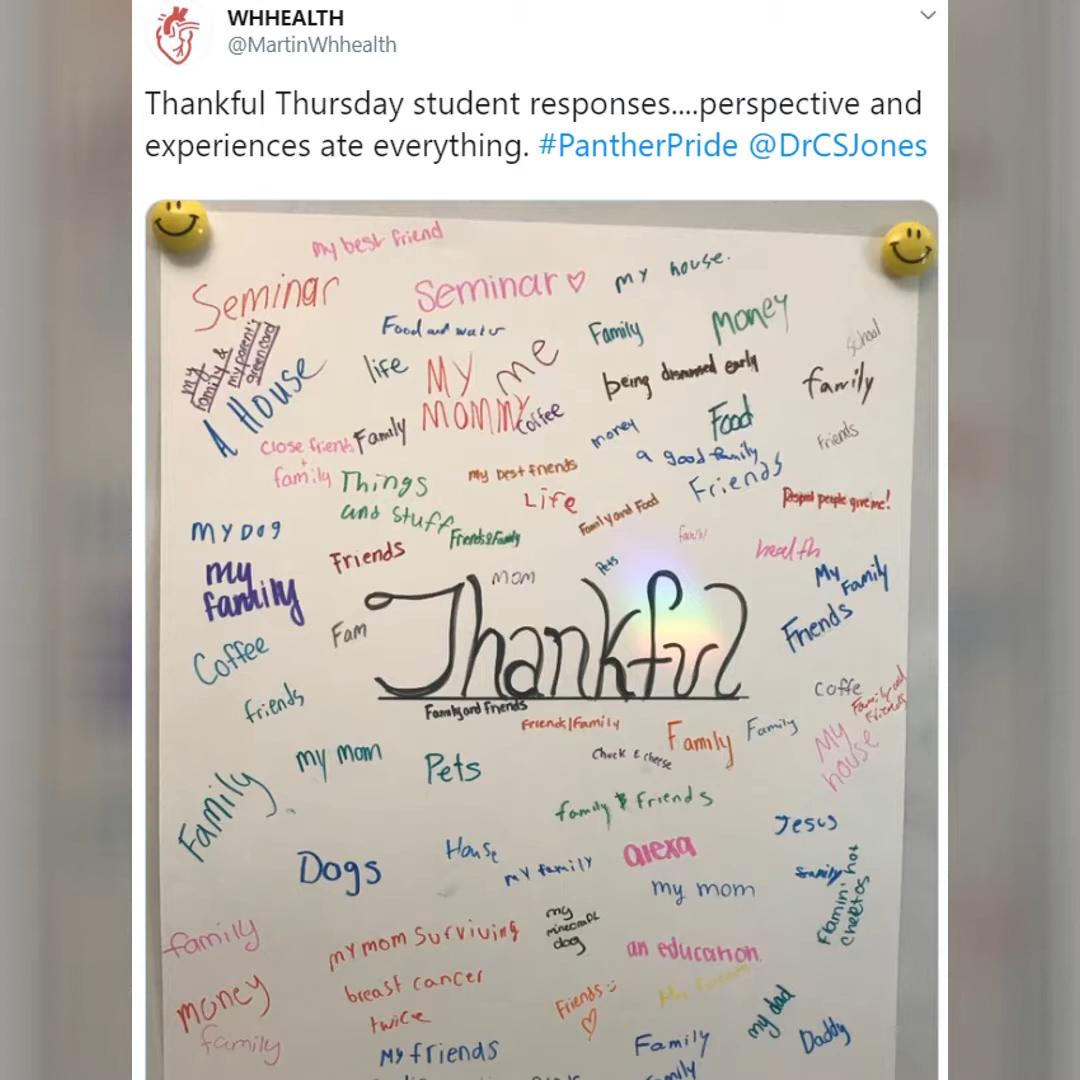 WHHEALTH
@MartinWhhealth
Thankful Thursday student responses....perspective and
experiences ate everything. #PantherPride @DrCSJones
my best friend
Seminar
Seminar
my house.
Food and water
Family
Money
School
my
family &
my parent's
green card
A House
life
MY
MOMMY
me
Coffee
being dismissed early
family
Close friends
+
family
Family
money
Food
Friends
a good family
Things
and stuff
my best friends
Life
Friends
Respect people give me!
Family and Food
MY DOG
Friends
Friends & Family
health
my
family
mom
Pets
My
Family
Friends
Thankful
Coffee
Fam
friends
Family and Friends
Friends/Family
Coffe
Family and
Friends
Family
Family
My
house
Chuck E cheese
my mom
Pets
Family
family & Friends
Jesus
Dogs
House
my family
alexa
my mom
family
Flamin' hot
cheetos
family
my mom surviving
breast cancer
twice
my
minecraft
dog
an education.
money
family
Friends :)
my dad
Daddy
My friends
Family
family